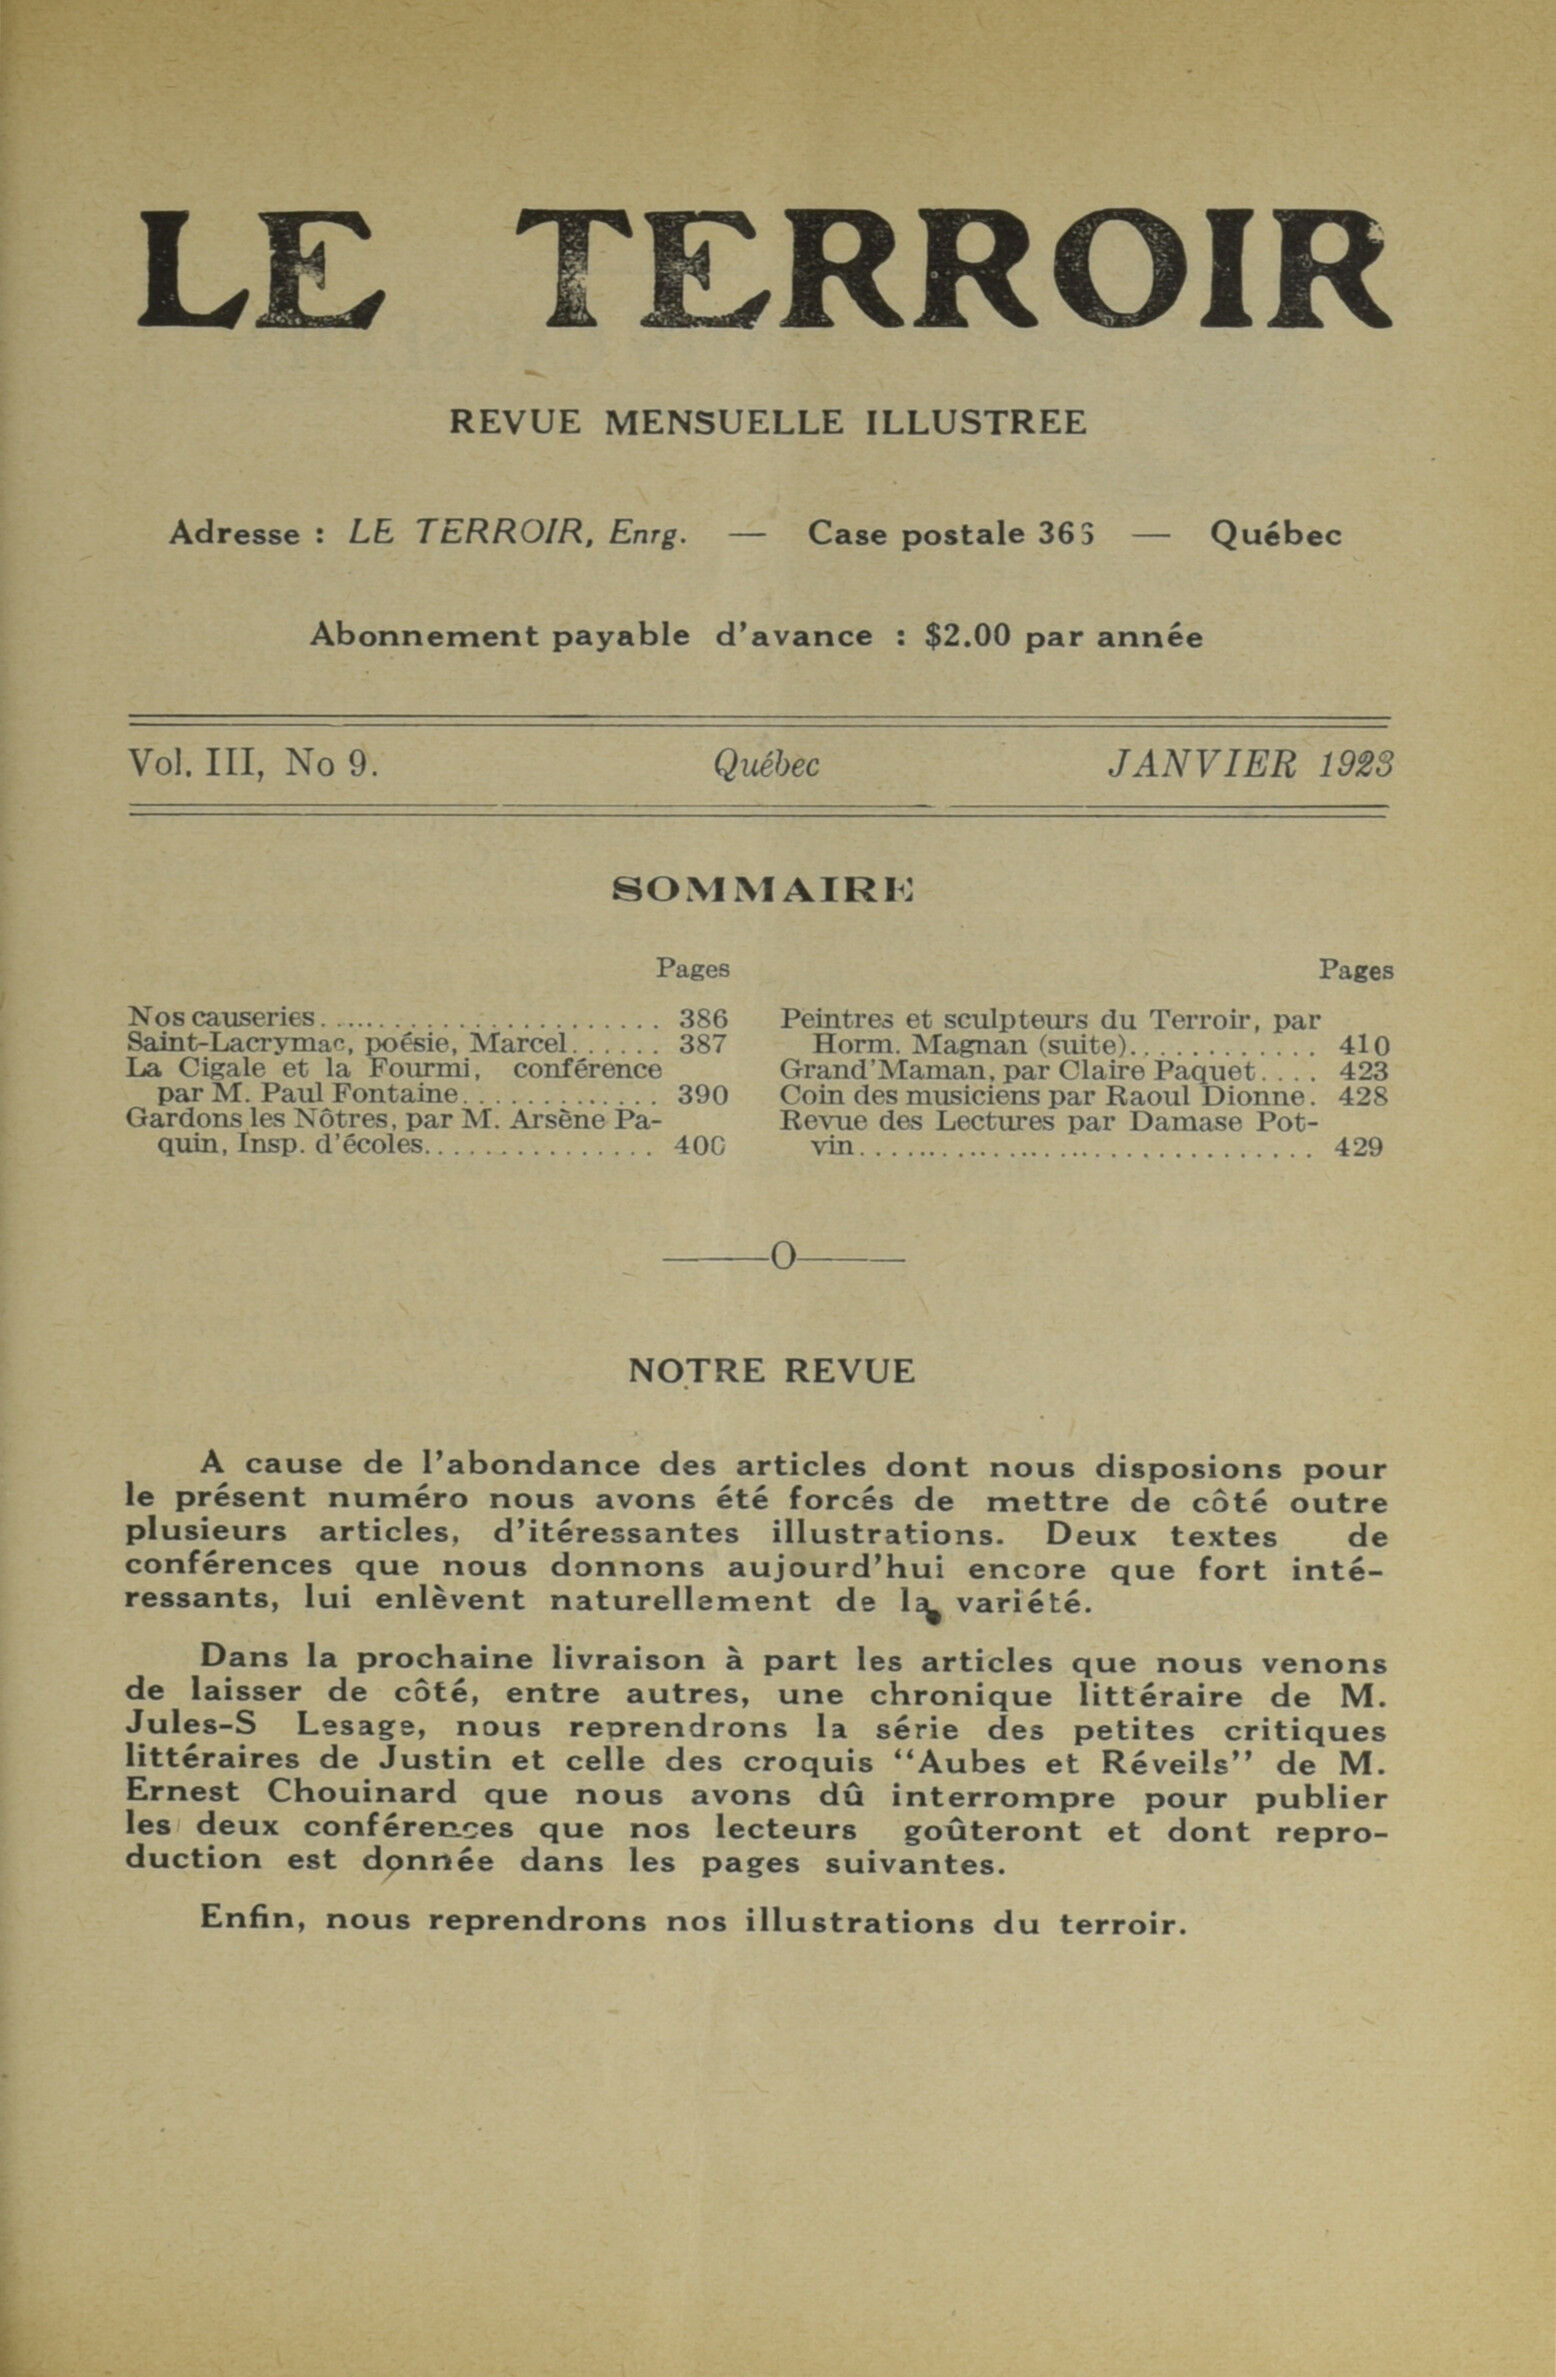 LE TERROIR
REVUE MENSUELLE ILLUSTREE
Adresse : LE TERROIR, Enrg. — Case postale 366 — Québec
Abonnement payable d'avance : $2.00 par année
Vol. III, No 9. Québec JANVIER 1923
SOMMAIRE
Pages
Nos causeries...................... 386
Saint-Lacrymac, poésie, Marcel...... 387
La Cigale et la Fourmi, conférence
par M. Paul Fontaine............. 390
Gardons les Nôtres, par M. Arsène Pa-
quin, Insp. d'écoles............... 400
Pages
Peintres et sculpteurs du Terroir, par
Horm. Magnan (suite)............. 410
Grand'Maman, par Claire Paquet.... 423
Coin des musiciens par Raoul Dionne. 428
Revue des Lectures par Damase Pot-
vin................................. 429
——O——
NOTRE REVUE
A cause de l'abondance des articles dont nous disposions pour
le présent numéro nous avons été forcés de mettre de côté outre
plusieurs articles, d'itéressantes illustrations. Deux textes de
conférences que nous donnons aujourd'hui encore que fort inté-
ressants, lui enlèvent naturellement de la variété.
Dans la prochaine livraison à part les articles que nous venons
de laisser de côté, entre autres, une chronique littéraire de M.
Jules-S Lesage, nous reprendrons la série des petites critiques
littéraires de Justin et celle des croquis "Aubes et Réveils" de M.
Ernest Chouinard que nous avons dû interrompre pour publier
les deux conférences que nos lecteurs goûteront et dont repro-
duction est donnée dans les pages suivantes.
Enfin, nous reprendrons nos illustrations du terroir.